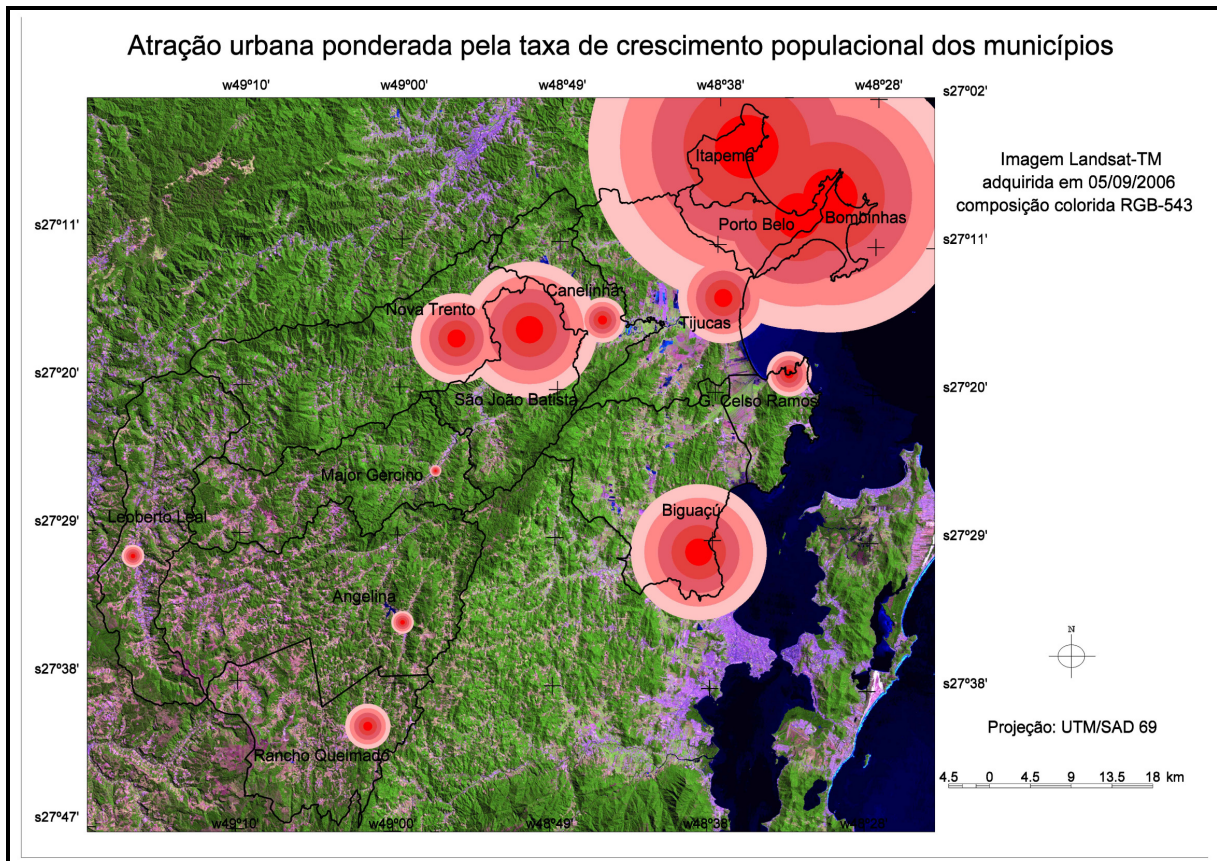 Atração urbana ponderada pela taxa de crescimento populacional dos municípios
w49º10' w49º00' w48º49' w48º38' w48º28'
s27º02'
Imagem Landsat-TM
adquirida em 05/09/2006
composição colorida RGB-543
Itapema
Porto Belo Bombinhas
s27º11' s27º11'
Canelinha
Nova Trento
Tijucas
s27º20' s27º20'
São João Batista G. Celso Ramos
Major Gercino
Biguaçú
Leoberto Leal
s27º29' s27º29'
Angelina
N
s27º38' s27º38'
Projeção: UTM/SAD 69
Rancho Queimado
4.5 0 4.5 9 13.5 18 km
s27º47'
w49º10' w49º00' w48º49' w48º38' w48º28'